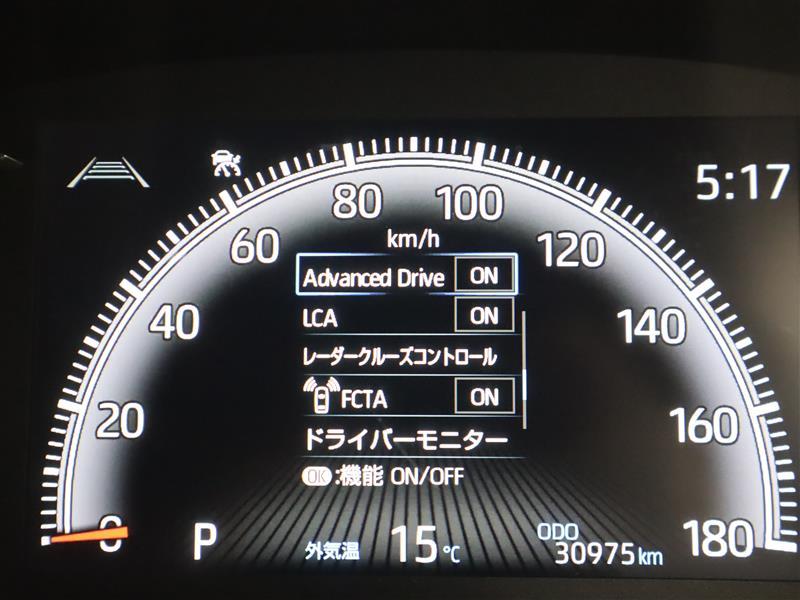 5:17
80
100
km/h
60
120
Advanced Drive ON
40
LCA ON
140
レーダークルーズコントロール
FCTA ON
20
160
ドライバーモニター
OK:機能 ON/OFF
0
P
外気温 15℃
ODO
30975km
180